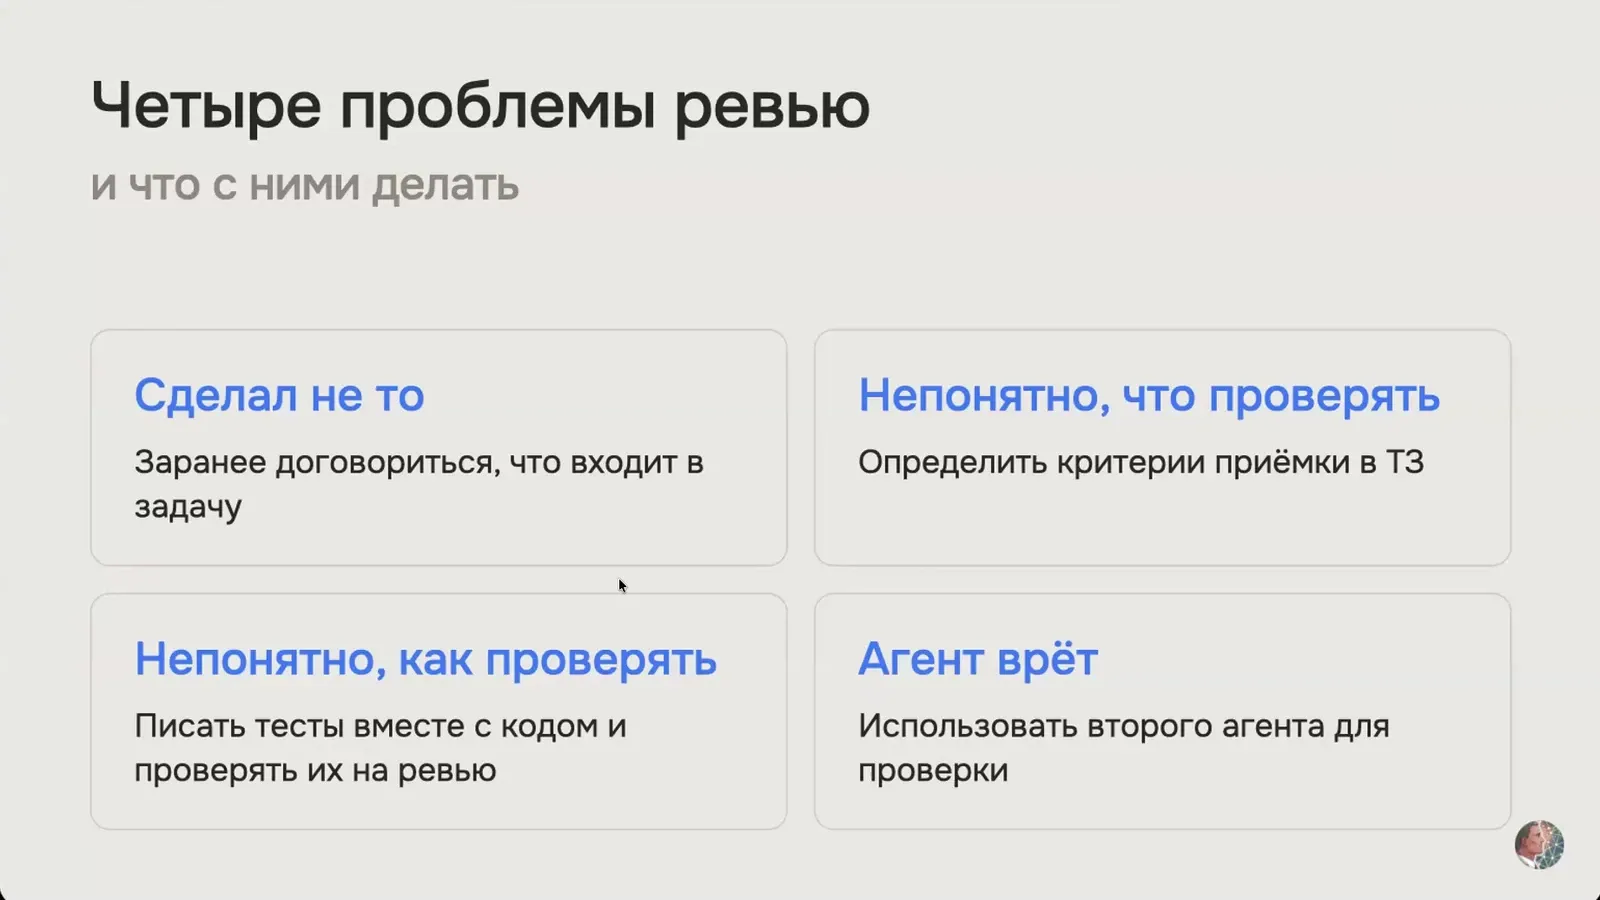 Четыре проблемы ревью
и что с ними делать
Сделал не то
Заранее договориться, что входит в
задачу
Непонятно, что проверять
Определить критерии приёмки в ТЗ
Непонятно, как проверять
Писать тесты вместе с кодом и
проверять их на ревью
Агент врёт
Использовать второго агента для
проверки